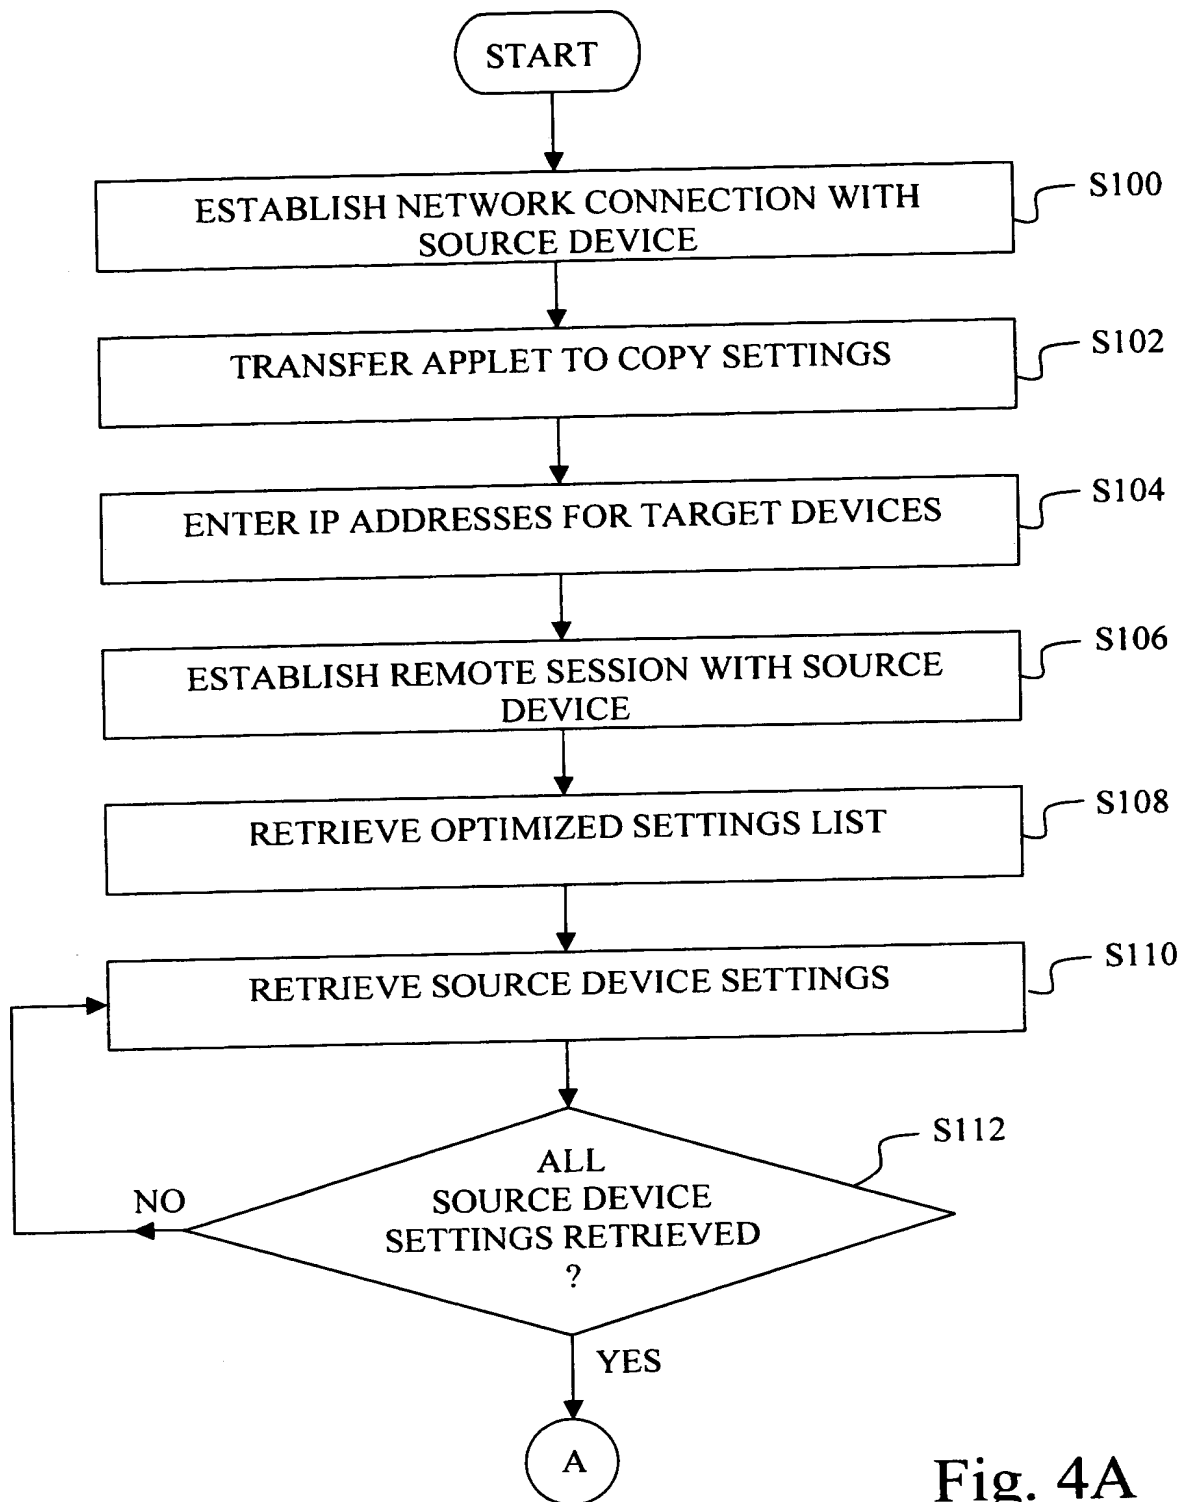 START
ESTABLISH NETWORK CONNECTION WITH
SOURCE DEVICE
S100
TRANSFER APPLET TO COPY SETTINGS
S102
ENTER IP ADDRESSES FOR TARGET DEVICES
S104
ESTABLISH REMOTE SESSION WITH SOURCE
DEVICE
S106
RETRIEVE OPTIMIZED SETTINGS LIST
S108
RETRIEVE SOURCE DEVICE SETTINGS
S110
ALL
SOURCE DEVICE
SETTINGS RETRIEVED
?
S112
NO
YES
A
Fig. 4A